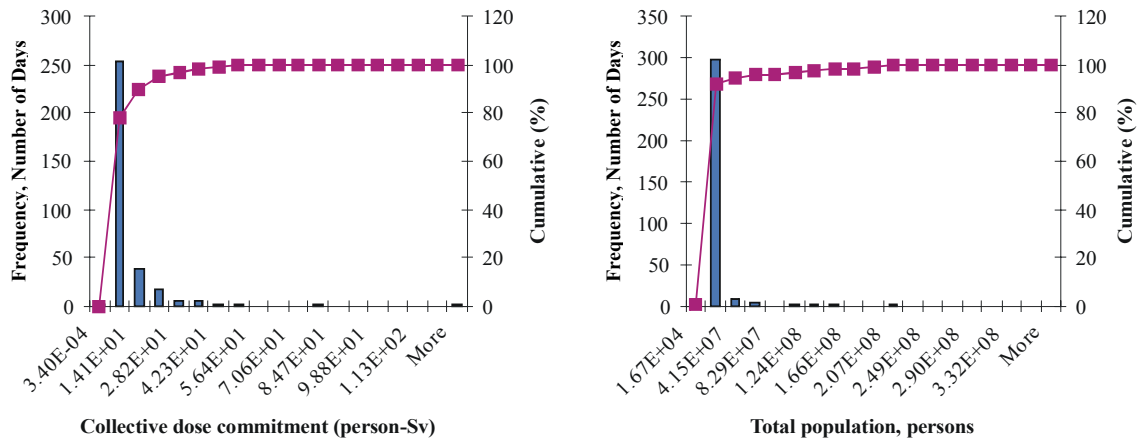 300
250
200
150
100
50
0
Frequency, Number of Days
120
100
80
60
40
20
0
Cumulative (%)
3.40E-04
1.41E+01
2.82E+01
4.23E+01
5.64E+01
7.06E+01
8.47E+01
9.88E+01
1.13E+02
More
Collective dose commitment (person-Sv)
350
300
250
200
150
100
50
0
Frequency, Number of Days
120
100
80
60
40
20
0
Cumulative (%)
1.67E+04
4.15E+07
8.29E+07
1.24E+08
1.66E+08
2.07E+08
2.49E+08
2.90E+08
3.32E+08
More
Total population, persons